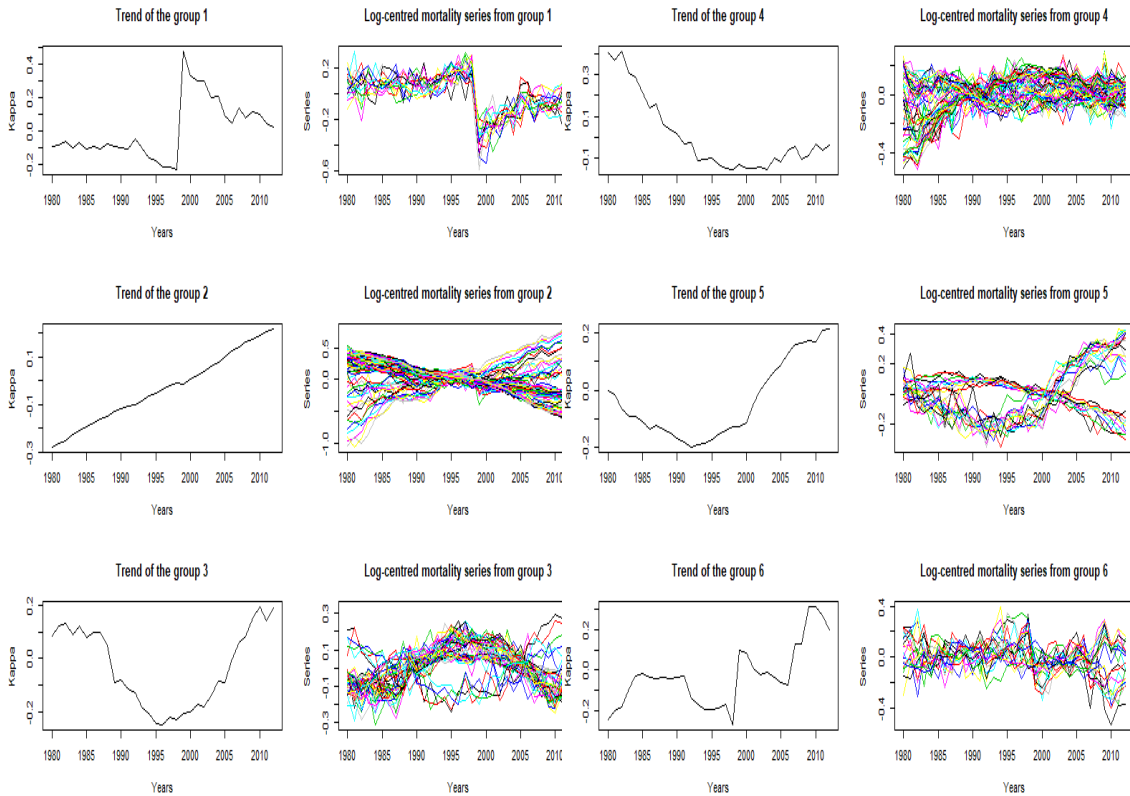 Trend of the group 1
Kappa
0.4
0.2
0.0
-0.2
1980 1985 1990 1995 2000 2005 2010
Years
Log-centred mortality series from group 1
Series
0.2
-0.2
-0.6
1980 1985 1990 1995 2000 2005 2010
Years
Trend of the group 4
Kappa
0.4
0.2
-0.1
1980 1985 1990 1995 2000 2005 2010
Years
Log-centred mortality series from group 4
Series
0.0
-0.4
1980 1985 1990 1995 2000 2005 2010
Years
Trend of the group 2
Kappa
0.1
-0.1
-0.3
1980 1985 1990 1995 2000 2005 2010
Years
Log-centred mortality series from group 2
Series
0.5
0.0
-1.0
1980 1985 1990 1995 2000 2005 2010
Years
Trend of the group 5
Kappa
0.2
0.0
-0.2
1980 1985 1990 1995 2000 2005 2010
Years
Log-centred mortality series from group 5
Series
0.4
0.2
-0.2
1980 1985 1990 1995 2000 2005 2010
Years
Trend of the group 3
Kappa
0.2
0.0
-0.2
1980 1985 1990 1995 2000 2005 2010
Years
Log-centred mortality series from group 3
Series
0.3
0.1
-0.1
-0.3
1980 1985 1990 1995 2000 2005 2010
Years
Trend of the group 6
Kappa
0.2
0.0
-0.2
1980 1985 1990 1995 2000 2005 2010
Years
Log-centred mortality series from group 6
Series
0.4
0.0
-0.4
1980 1985 1990 1995 2000 2005 2010
Years